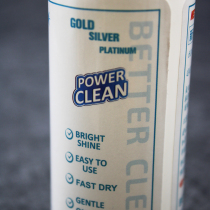 GOLD
SILVER
PLATINUM
POWER
CLEAN
BRIGHT
SHINE
EASY TO
USE
FAST DRY
GENTLE
BETTER CLE